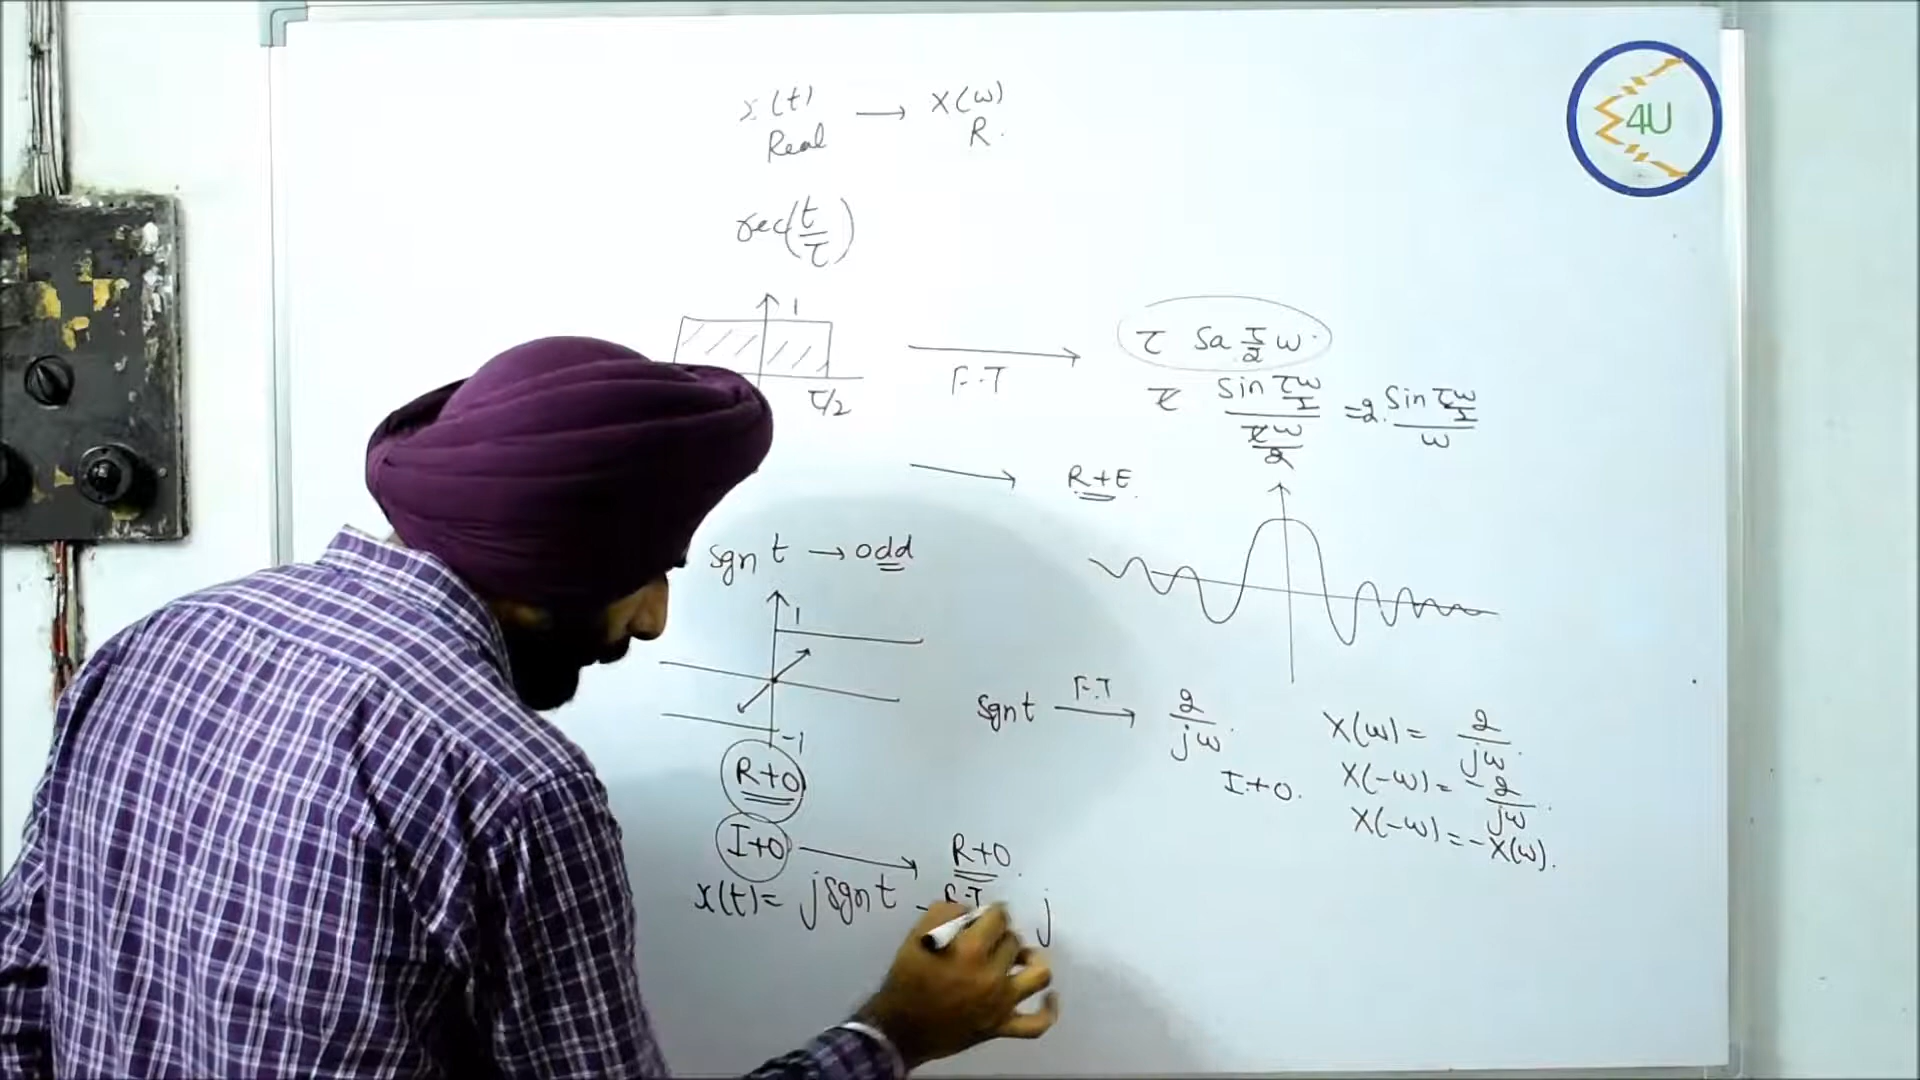 x(t) → X(ω)
Real R.
rec(t/τ)
1
τ/2
F.T
τ Sa τ/2 ω
τ Sin τω/2 / τω/2 = 2. Sin τω/2 / ω
→ R+E.
Sgn t → odd
1
-1
Sgn t F.T → 2/jω.
I+O.
X(ω) = 2/jω.
X(-ω) = -2/jω.
X(-ω) = -X(ω).
R+O
I+O → R+O.
x(t) = j Sgn t F.T j
4U